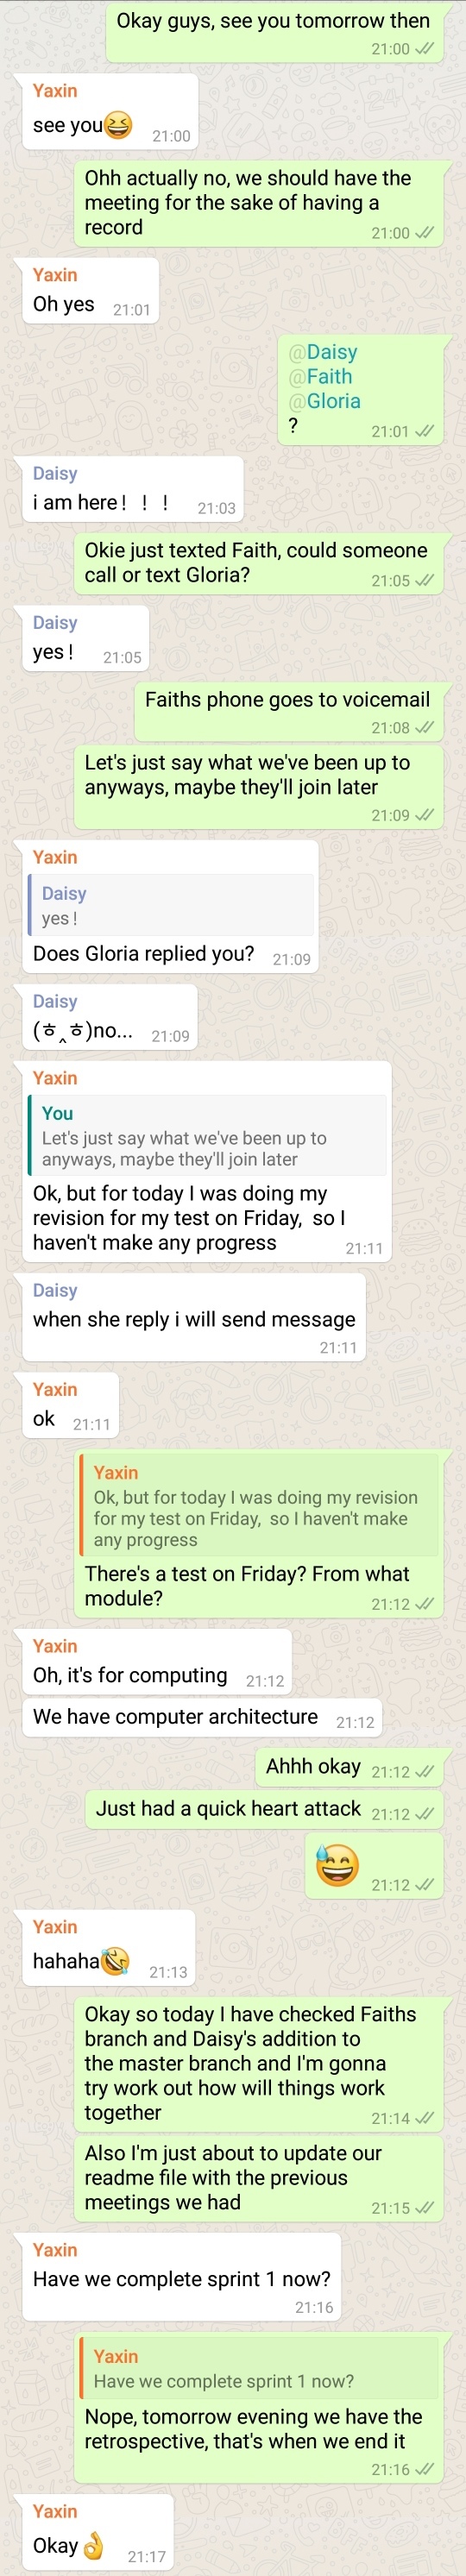 Okay guys, see you tomorrow then
21:00
Yaxin
see you😆 21:00
Ohh actually no, we should have the
meeting for the sake of having a
record 21:00
Yaxin
Oh yes 21:01
@Daisy
@Faith
@Gloria
? 21:01
Daisy
i am here！！！ 21:03
Okie just texted Faith, could someone
call or text Gloria? 21:05
Daisy
yes！ 21:05
Faiths phone goes to voicemail
21:08
Let's just say what we've been up to
anyways, maybe they'll join later
21:09
Yaxin
Daisy
yes！
Does Gloria replied you? 21:09
Daisy
(ㅎ‸ㅎ)no... 21:09
Yaxin
You
Let's just say what we've been up to
anyways, maybe they'll join later
Ok, but for today I was doing my
revision for my test on Friday, so I
haven't make any progress 21:11
Daisy
when she reply i will send message
21:11
Yaxin
ok 21:11
Yaxin
Ok, but for today I was doing my revision
for my test on Friday, so I haven't make
any progress
There's a test on Friday? From what
module? 21:12
Yaxin
Oh, it's for computing 21:12
We have computer architecture 21:12
Ahhh okay 21:12
Just had a quick heart attack 21:12
😅 21:12
Yaxin
hahaha🤣 21:13
Okay so today I have checked Faiths
branch and Daisy's addition to
the master branch and I'm gonna
try work out how will things work
together 21:14
Also I'm just about to update our
readme file with the previous
meetings we had 21:15
Yaxin
Have we complete sprint 1 now?
21:16
Yaxin
Have we complete sprint 1 now?
Nope, tomorrow evening we have the
retrospective, that's when we end it
21:16
Yaxin
Okay👌 21:17